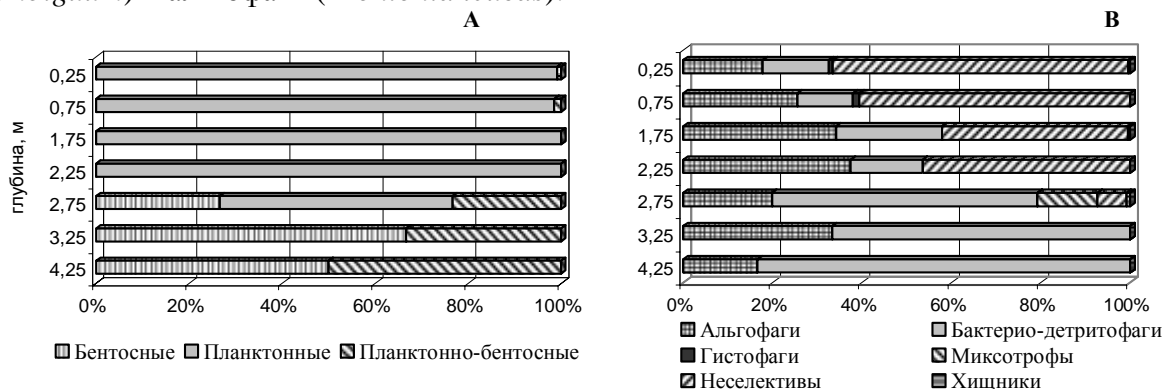 А
В
глубина, м
0,25
0,75
1,75
2,25
2,75
3,25
4,25
0% 20% 40% 60% 80% 100%
Бентосные Планктонные Планктонно-бентосные
0,25
0,75
1,75
2,25
2,75
3,25
4,25
0% 20% 40% 60% 80% 100%
Альгофаги Бактерио-детритофаги
Гистофаги Миксотрофы
Неселективы Хищники